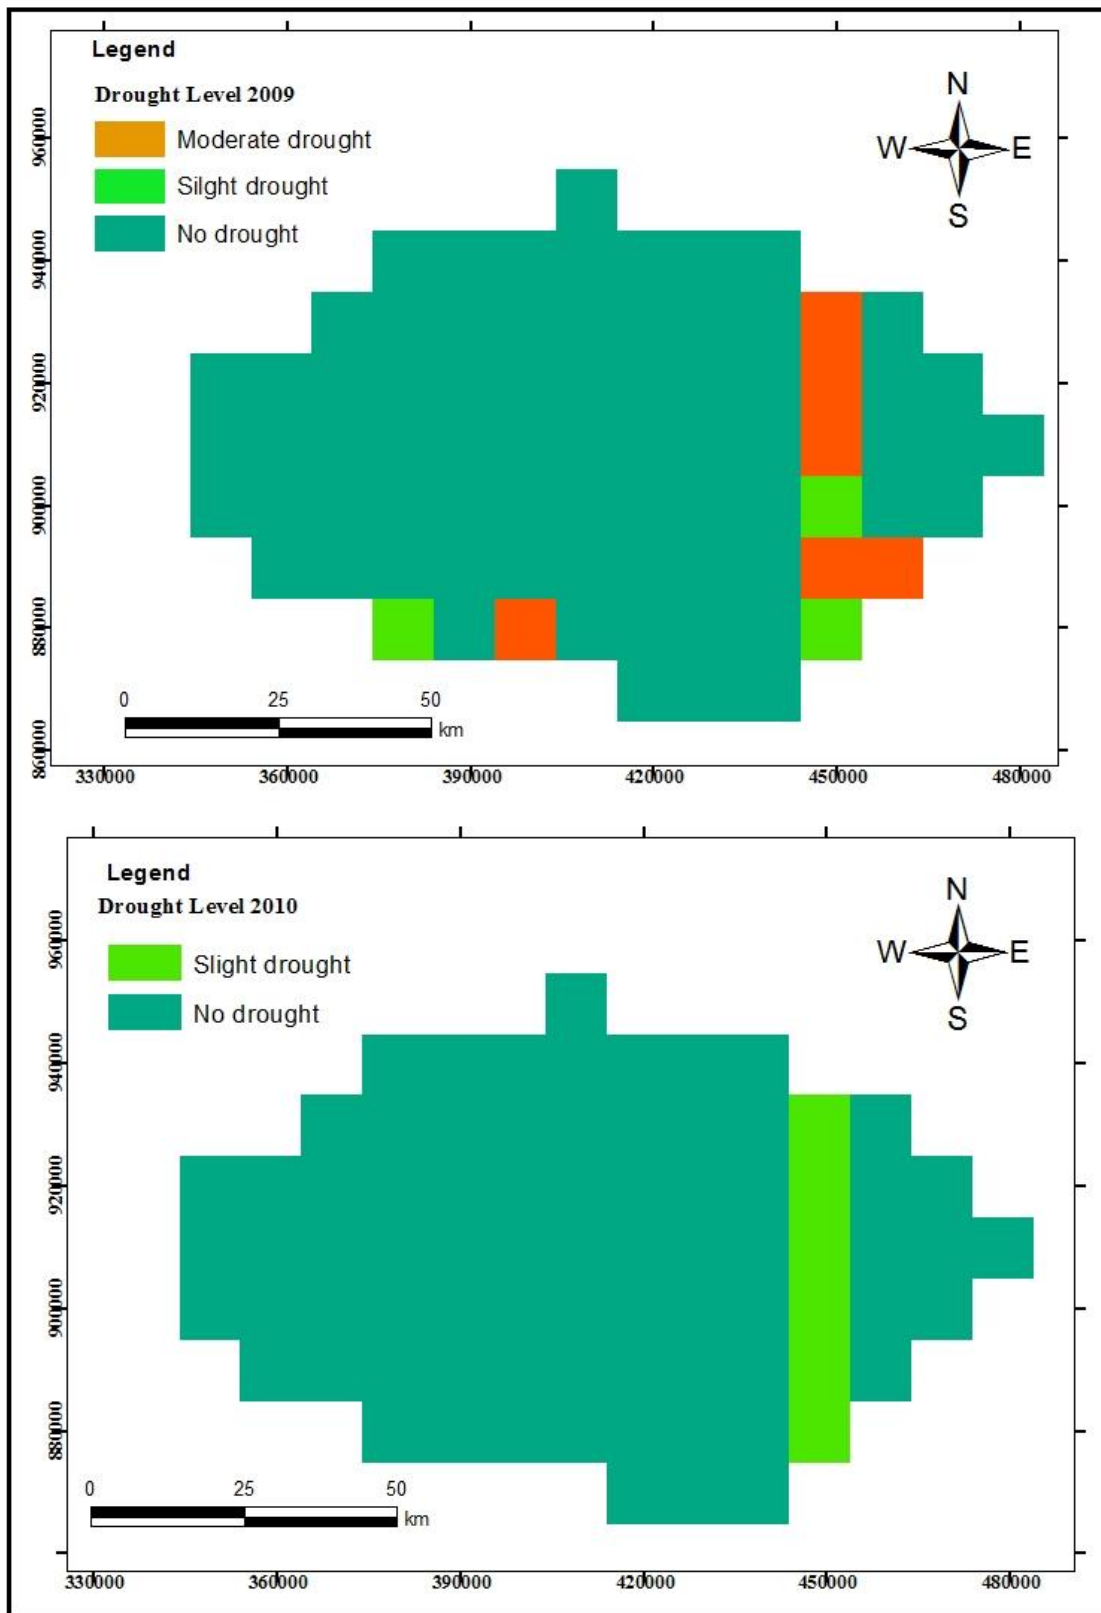 Legend
Drought Level 2009
Moderate drought
Silght drought
No drought
N
W E
S
960000
940000
920000
900000
880000
860000
0 25 50
km
330000 360000 390000 420000 450000 480000
Legend
Drought Level 2010
Slight drought
No drought
N
W E
S
960000
940000
920000
900000
880000
0 25 50
km
330000 360000 390000 420000 450000 480000